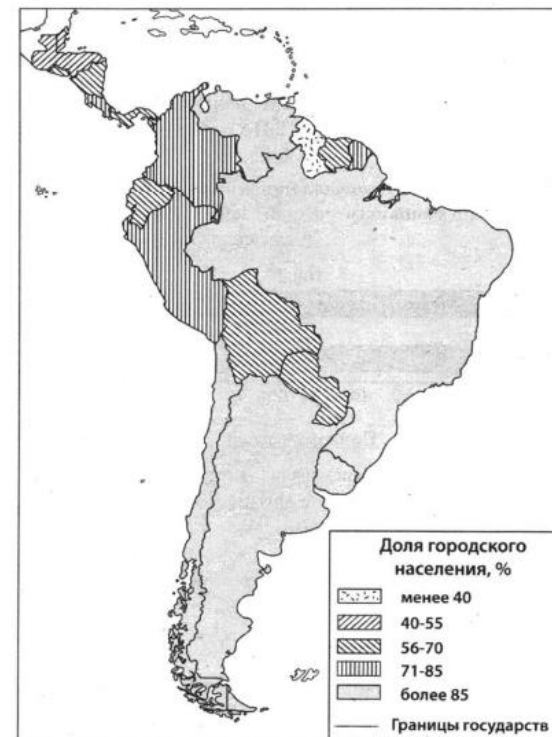 Доля городского
населения, %
менее 40
40-55
56-70
71-85
более 85
Границы государств